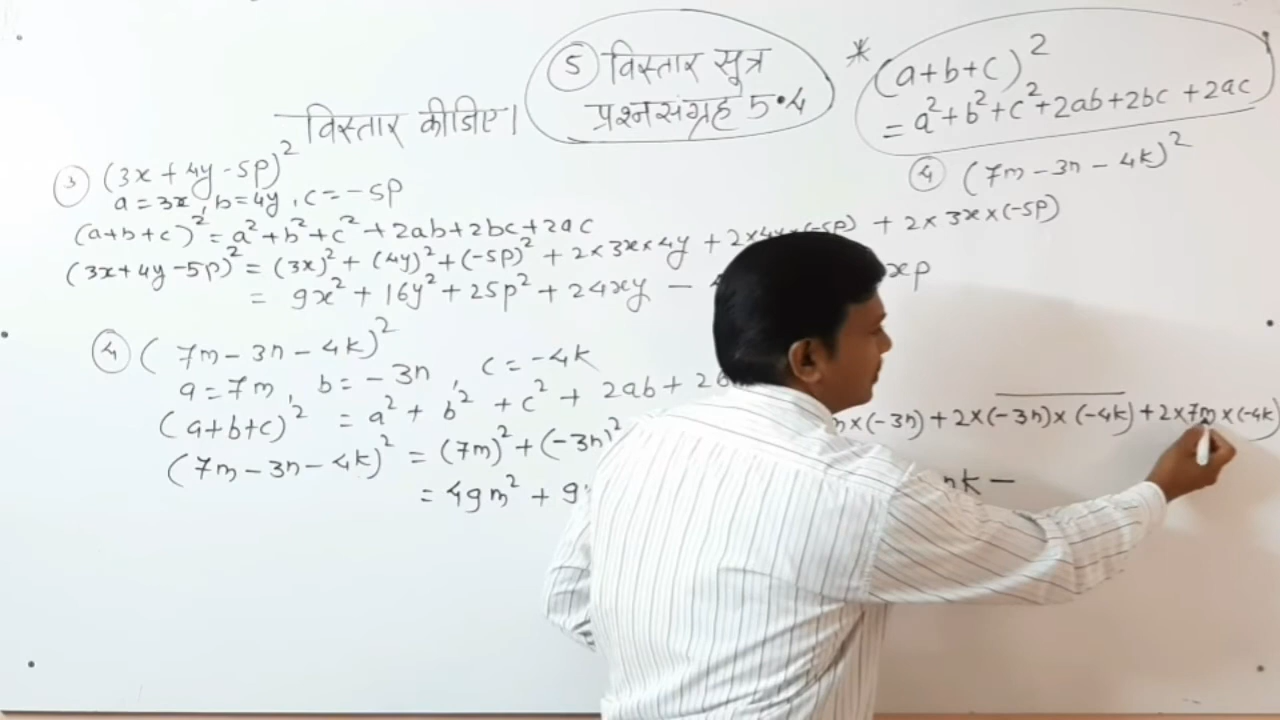 ⑤ विस्तार सूत्र
प्रश्नसंग्रह 5.4
* (a+b+c)²
= a²+b²+c²+2ab+2bc+2ac
विस्तार कीजिए।
③ (3x+4y-5p)²
a=3x, b=4y, c=-5p
(a+b+c)² = a²+b²+c²+2ab+2bc+2ac
(3x+4y-5p)² = (3x)²+(4y)²+(-5p)²+2×3x×4y+2×4y×(-5p)+2×3x×(-5p)
= 9x²+16y²+25p²+24xy- xp
④ (7m-3n-4k)²
④ (7m-3n-4k)²
a=7m, b=-3n, c=-4k
(a+b+c)² = a²+b²+c²+2ab+
(7m-3n-4k)² = (7m)²+(-3n)² ×(-3n)+2×(-3n)×(-4k)+2×7m×(-4k)
= 49m²+9 nk-